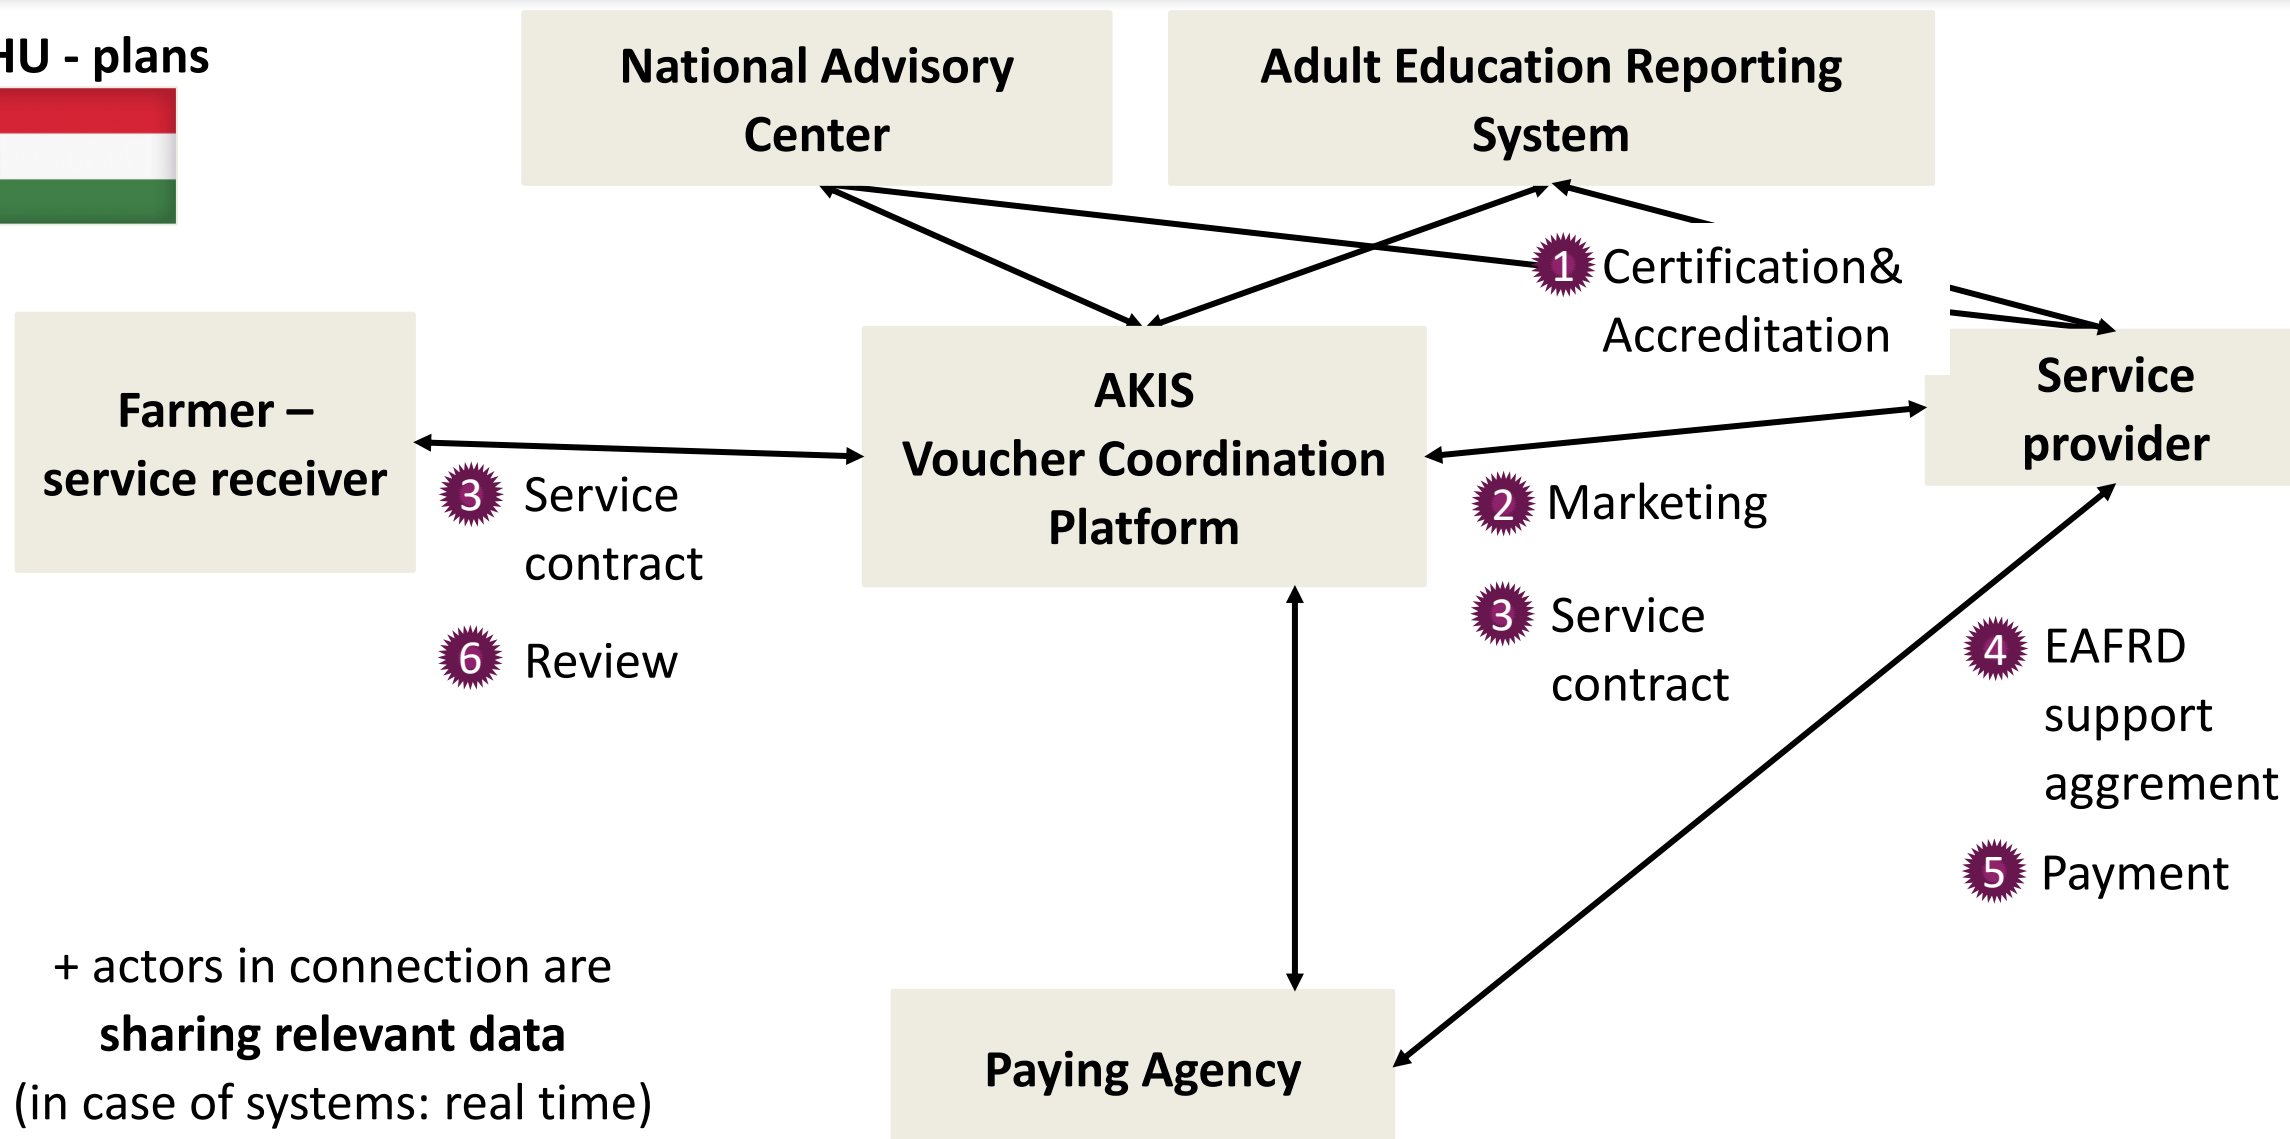 HU - plans
National Advisory
Center
Adult Education Reporting
System
1 Certification&
Accreditation
Farmer –
service receiver
AKIS
Voucher Coordination
Platform
Service
provider
3 Service
contract
6 Review
2 Marketing
3 Service
contract
4 EAFRD
support
aggrement
5 Payment
+ actors in connection are
sharing relevant data
(in case of systems: real time)
Paying Agency